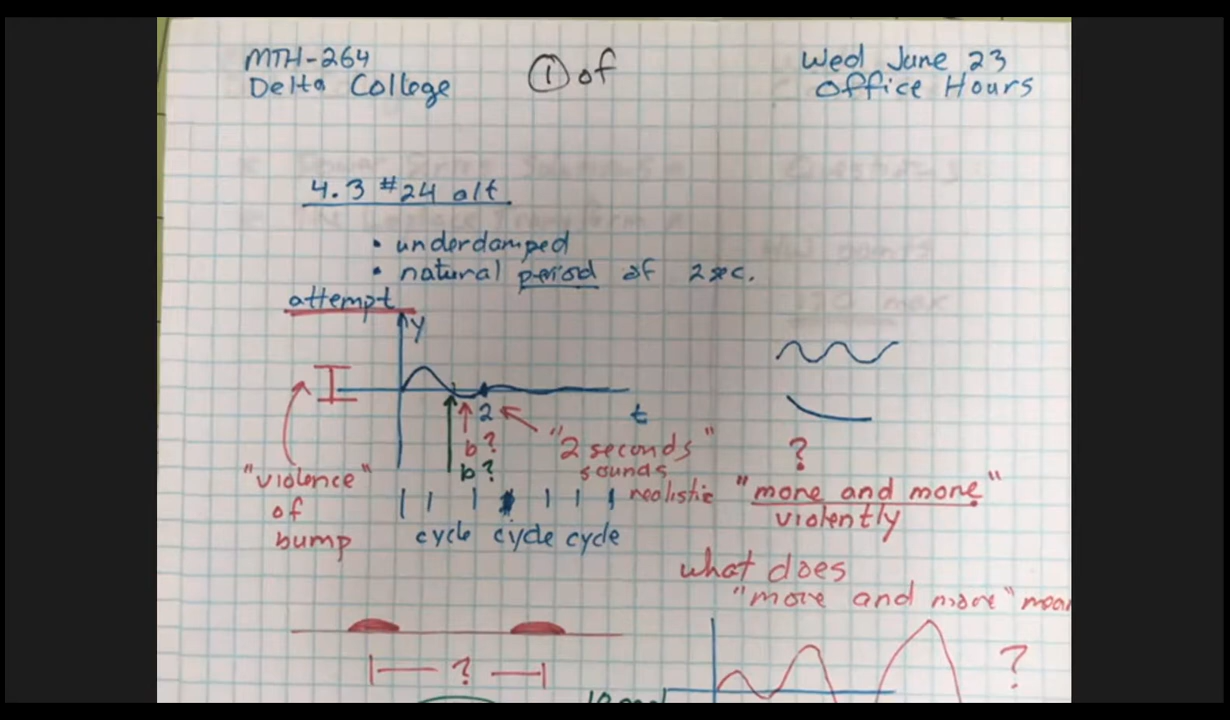 MTH-264
Delta College
① of
Wed June 23
Office Hours
4.3 #24 alt
• underdamped
• natural period of 2 sec.
attempt
y
t
2
b?
b?
"2 seconds"
sounds
realistic
"violence"
of
bump
cycle cycle cycle
?
"more and more"
violently
what does
"more and more" mean
?
?